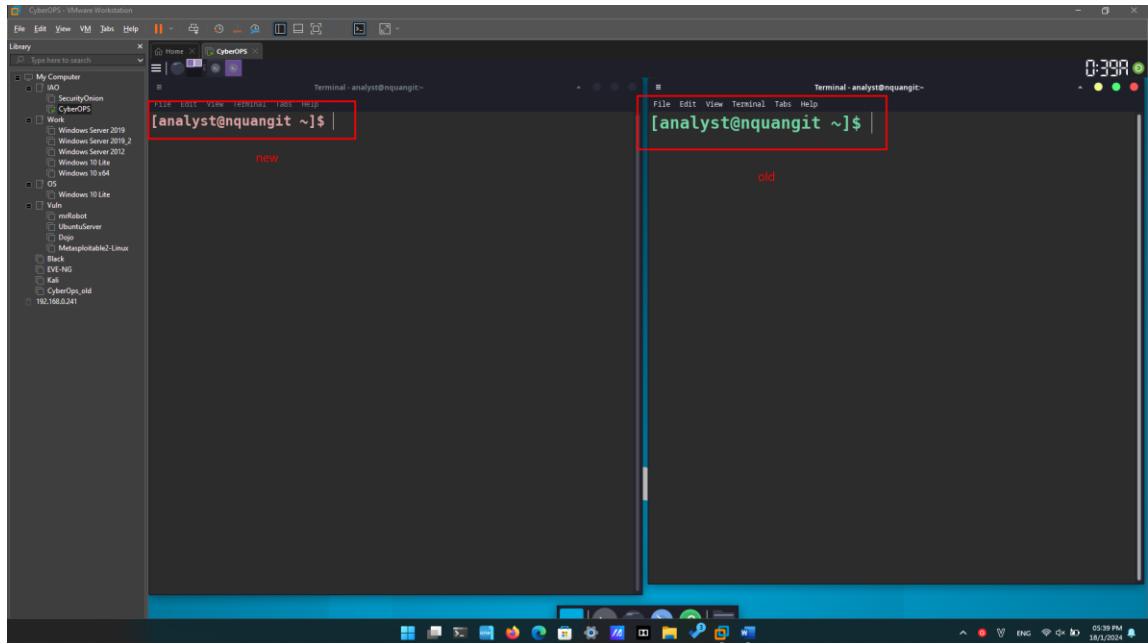 CyberOPS - VMware Workstation
File Edit View VM Tabs Help
Library
Type here to search
Home
CyberOPS
My Computer
IAO
SecurityOnion
CyberOPS
Work
Windows Server 2019
Windows Server 2019_2
Windows Server 2012
Windows 10 Lite
Windows 10 x64
OS
Windows 10 Lite
Vuln
mrRobot
UbuntuServer
Dojo
Metasploitable2-Linux
Black
EVE-NG
Kali
CyberOps_old
192.168.0.241
Terminal - analyst@nquangit:~
File Edit View Terminal Tabs Help
[analyst@nquangit ~]$
new
Terminal - analyst@nquangit:~
File Edit View Terminal Tabs Help
[analyst@nquangit ~]$
old
ENG
05:39 PM
18/1/2024